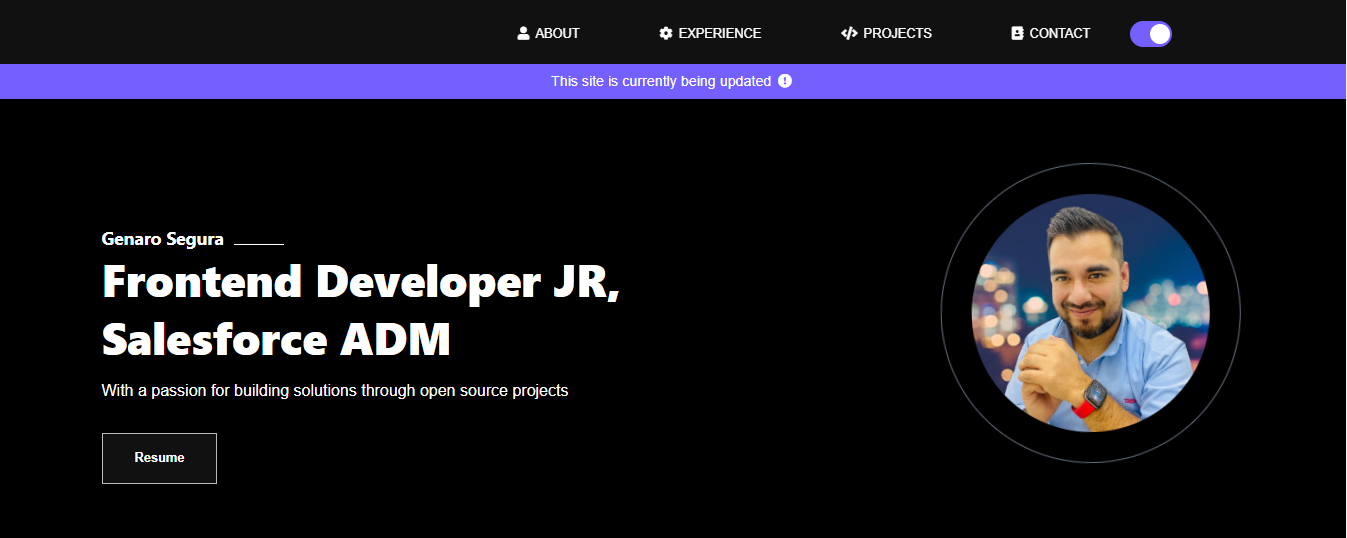 ABOUT EXPERIENCE PROJECTS CONTACT
This site is currently being updated
Genaro Segura
Frontend Developer JR,
Salesforce ADM
With a passion for building solutions through open source projects
Resume